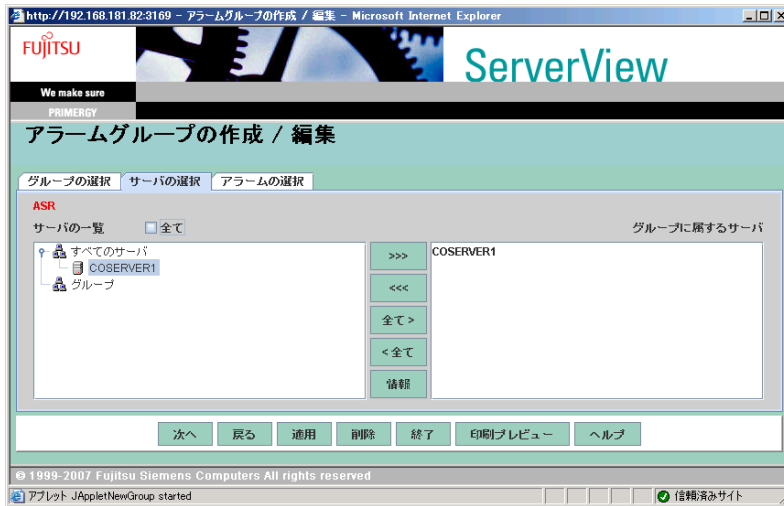 http://192.168.181.82:3169 - アラームグループの作成 / 編集 - Microsoft Internet Explorer
FUJITSU
ServerView
We make sure
PRIMERGY
アラームグループの作成 / 編集
グループの選択 サーバの選択 アラームの選択
ASR
サーバの一覧 全て グループに属するサーバ
すべてのサーバ
COSERVER1
グループ
>>>
<<<
全て >
< 全て
情報
COSERVER1
次へ 戻る 適用 削除 終了 印刷プレビュー ヘルプ
© 1999-2007 Fujitsu Siemens Computers All rights reserved
アプレット JAppletNewGroup started 信頼済みサイト